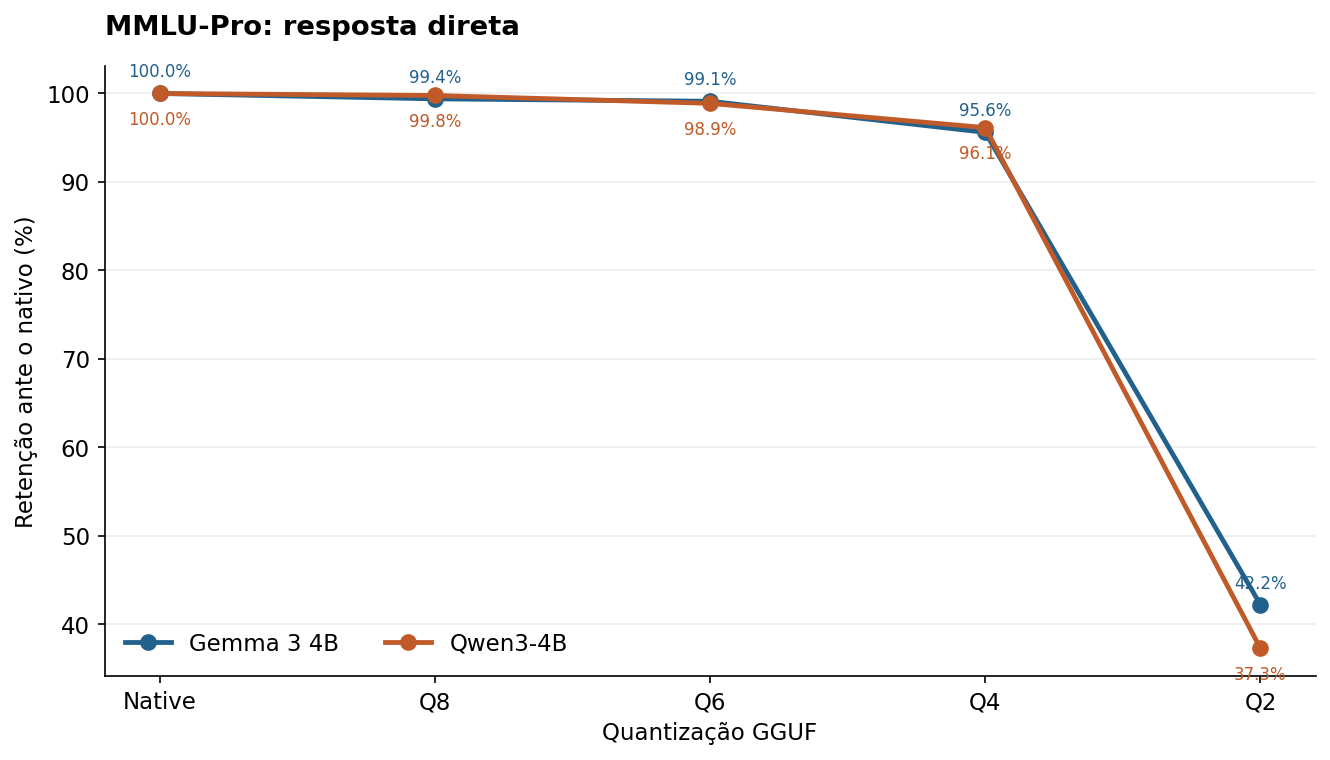 MMLU-Pro: resposta direta
100.0%
99.4%
99.1%
95.6%
42.2%
100.0%
99.8%
98.9%
96.1%
37.3%
100
90
80
70
60
50
40
Retenção ante o nativo (%)
Gemma 3 4B
Qwen3-4B
Native
Q8
Q6
Q4
Q2
Quantização GGUF